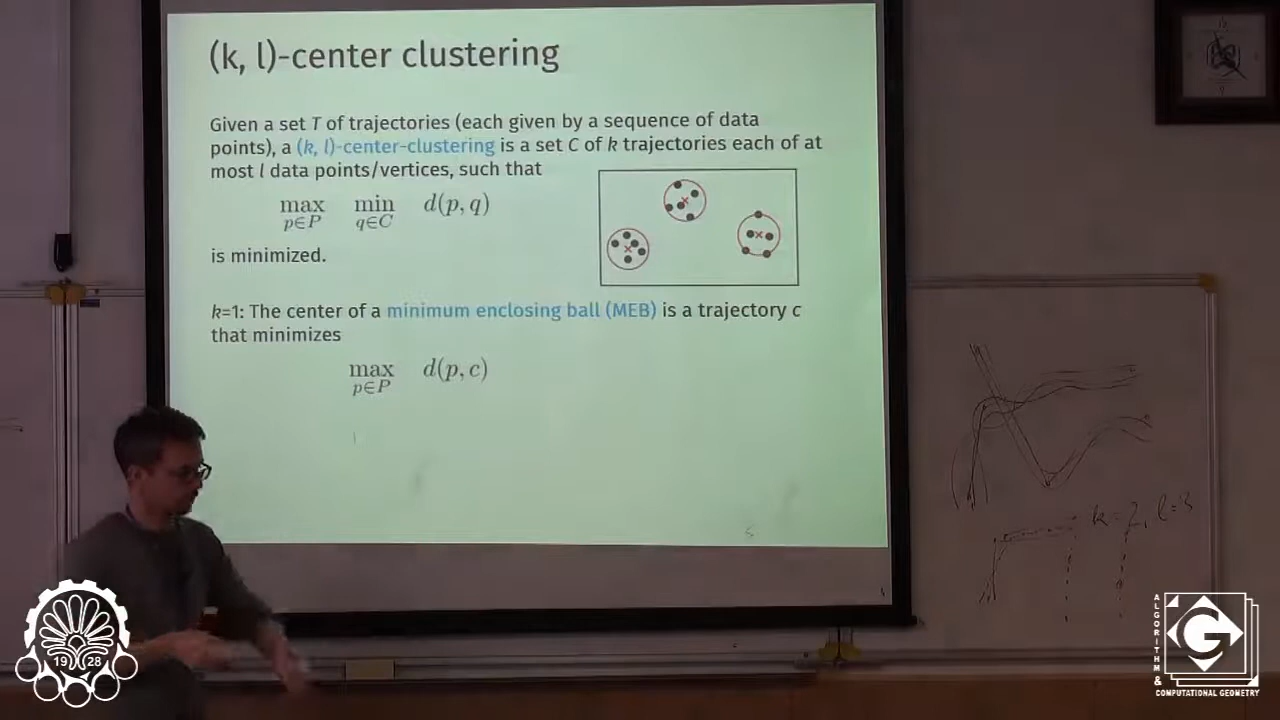 (k, l)-center clustering
Given a set T of trajectories (each given by a sequence of data
points), a (k, l)-center-clustering is a set C of k trajectories each of at
most l data points/vertices, such that
max min d(p, q)
p∈P q∈C
is minimized.
k=1: The center of a minimum enclosing ball (MEB) is a trajectory c
that minimizes
max d(p, c)
p∈P
k=2, l=3
19 28
ALGORITHM
&
COMPUTATIONAL GEOMETRY
G